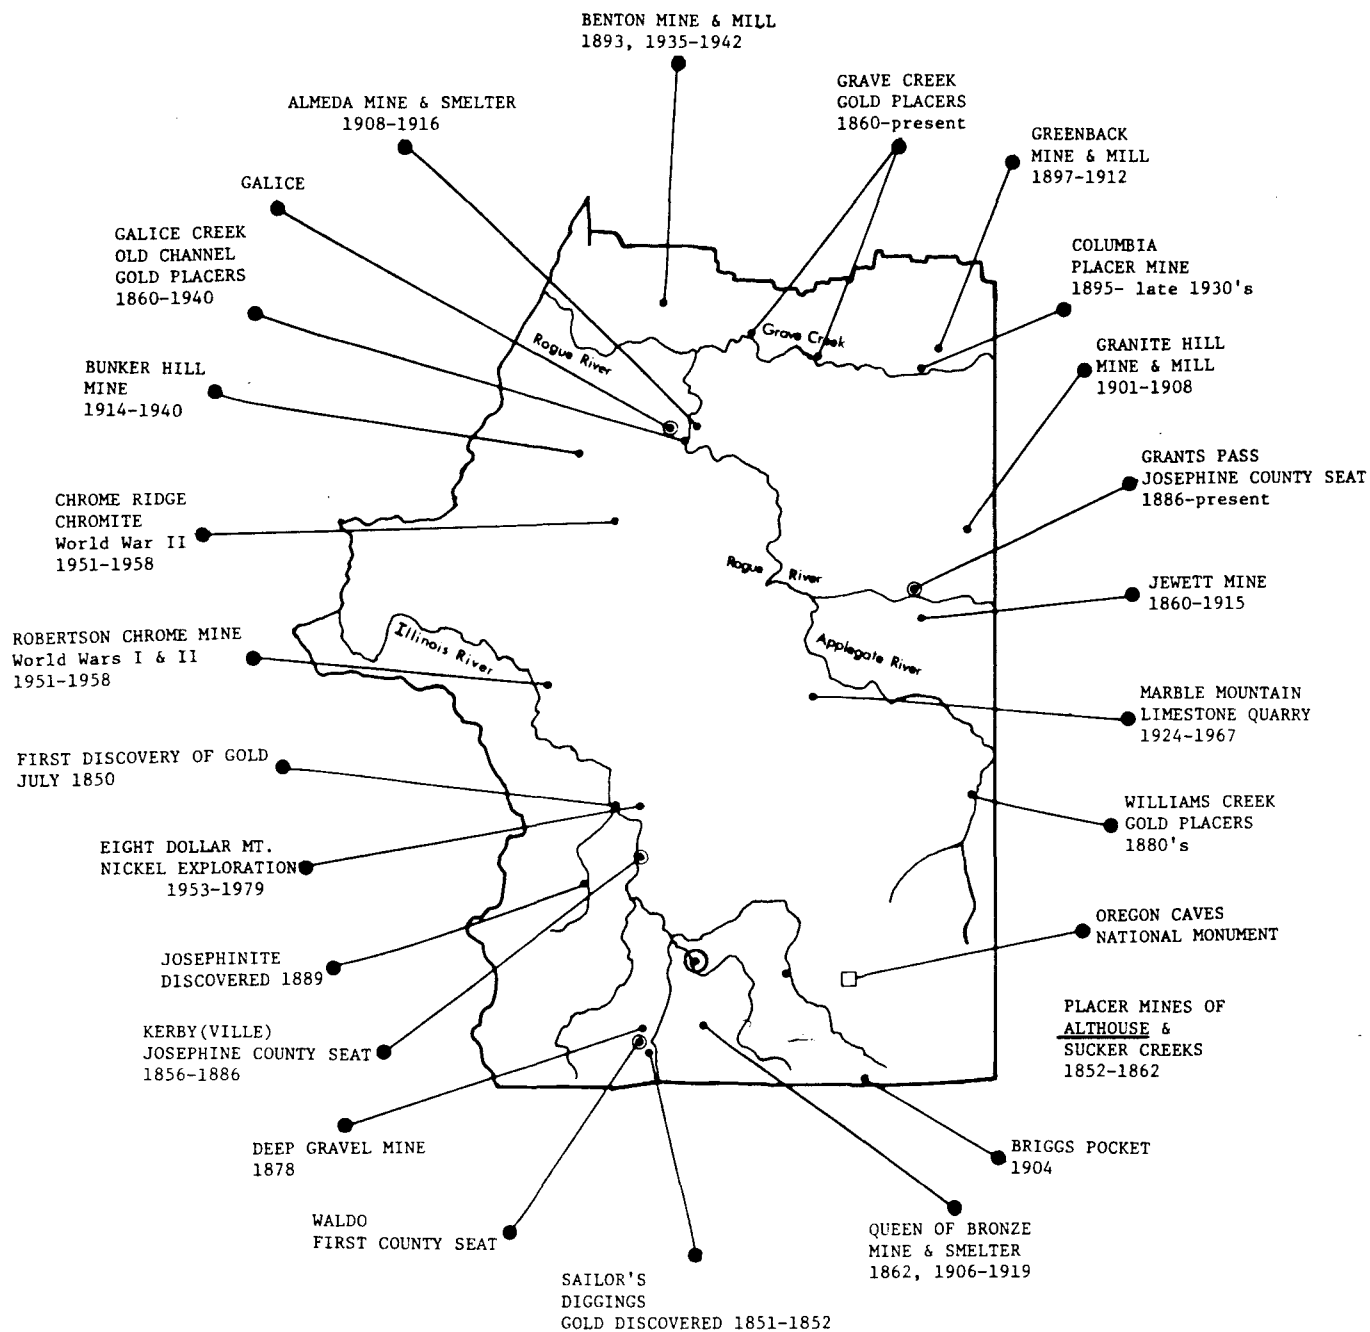 BENTON MINE & MILL
1893, 1935-1942
ALMEDA MINE & SMELTER
1908-1916
GRAVE CREEK
GOLD PLACERS
1860-present
GREENBACK
MINE & MILL
1897-1912
GALICE
GALICE CREEK
OLD CHANNEL
GOLD PLACERS
1860-1940
COLUMBIA
PLACER MINE
1895- late 1930's
BUNKER HILL
MINE
1914-1940
GRANITE HILL
MINE & MILL
1901-1908
Rogue River
Grave Creek
GRANTS PASS
JOSEPHINE COUNTY SEAT
1886-present
CHROME RIDGE
CHROMITE
World War II
1951-1958
Rogue River
JEWETT MINE
1860-1915
ROBERTSON CHROME MINE
World Wars I & II
1951-1958
Illinois River
Applegate River
MARBLE MOUNTAIN
LIMESTONE QUARRY
1924-1967
FIRST DISCOVERY OF GOLD
JULY 1850
WILLIAMS CREEK
GOLD PLACERS
1880's
EIGHT DOLLAR MT.
NICKEL EXPLORATION
1953-1979
OREGON CAVES
NATIONAL MONUMENT
JOSEPHINITE
DISCOVERED 1889
PLACER MINES OF
ALTHOUSE &
SUCKER CREEKS
1852-1862
KERBY(VILLE)
JOSEPHINE COUNTY SEAT
1856-1886
DEEP GRAVEL MINE
1878
BRIGGS POCKET
1904
WALDO
FIRST COUNTY SEAT
QUEEN OF BRONZE
MINE & SMELTER
1862, 1906-1919
SAILOR'S
DIGGINGS
GOLD DISCOVERED 1851-1852